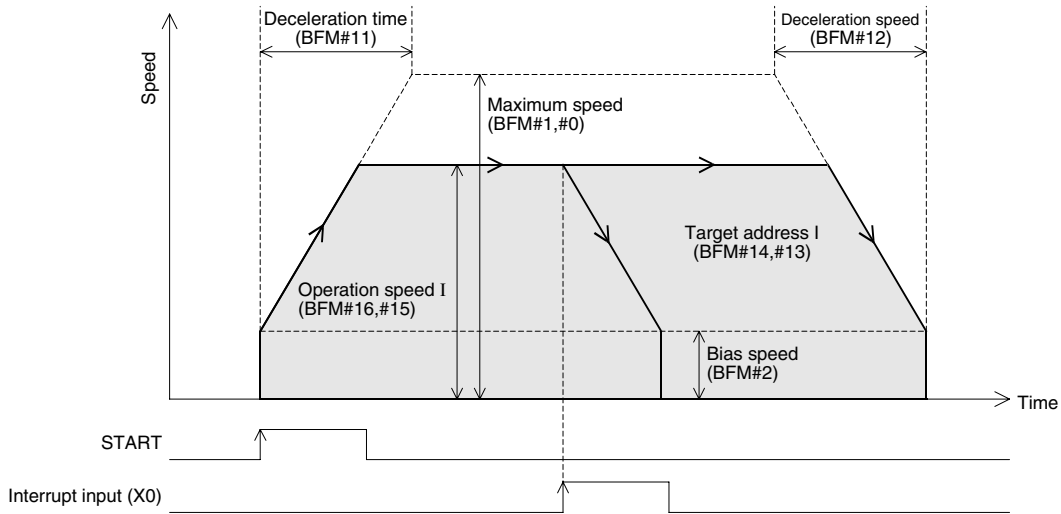 Deceleration time
(BFM#11)
Deceleration speed
(BFM#12)
Speed
Maximum speed
(BFM#1,#0)
Target address I
(BFM#14,#13)
Operation speed I
(BFM#16,#15)
Bias speed
(BFM#2)
Time
START
Interrupt input (X0)